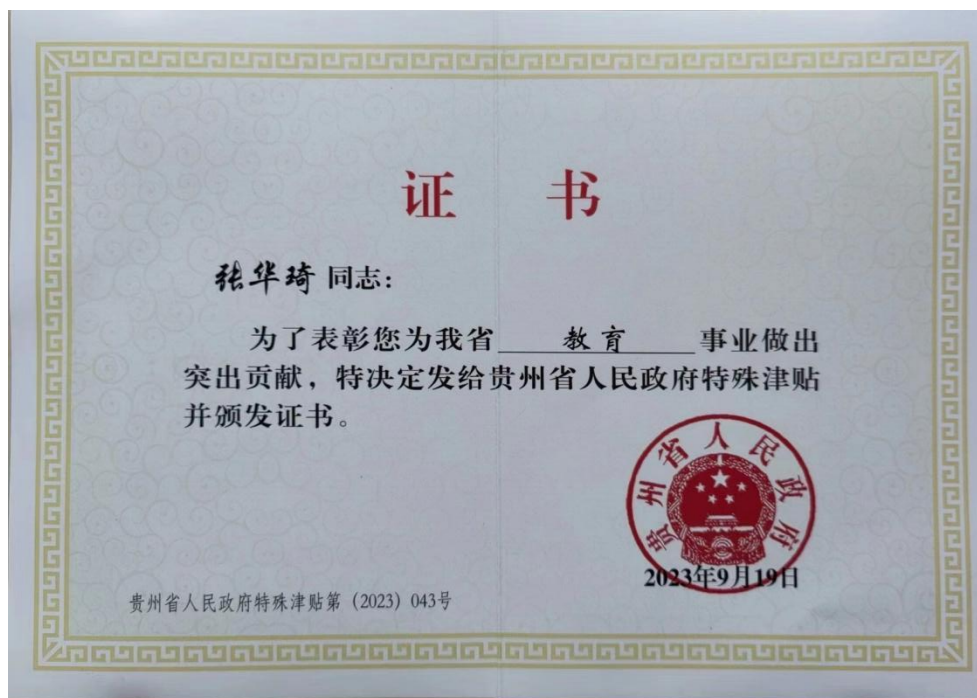 证 书
张华琦 同志：
为了表彰您为我省 教育 事业做出
突出贡献，特决定发给贵州省人民政府特殊津贴
并颁发证书。
贵州省人民政府
2023年9月19日
贵州省人民政府特殊津贴第 (2023) 043号